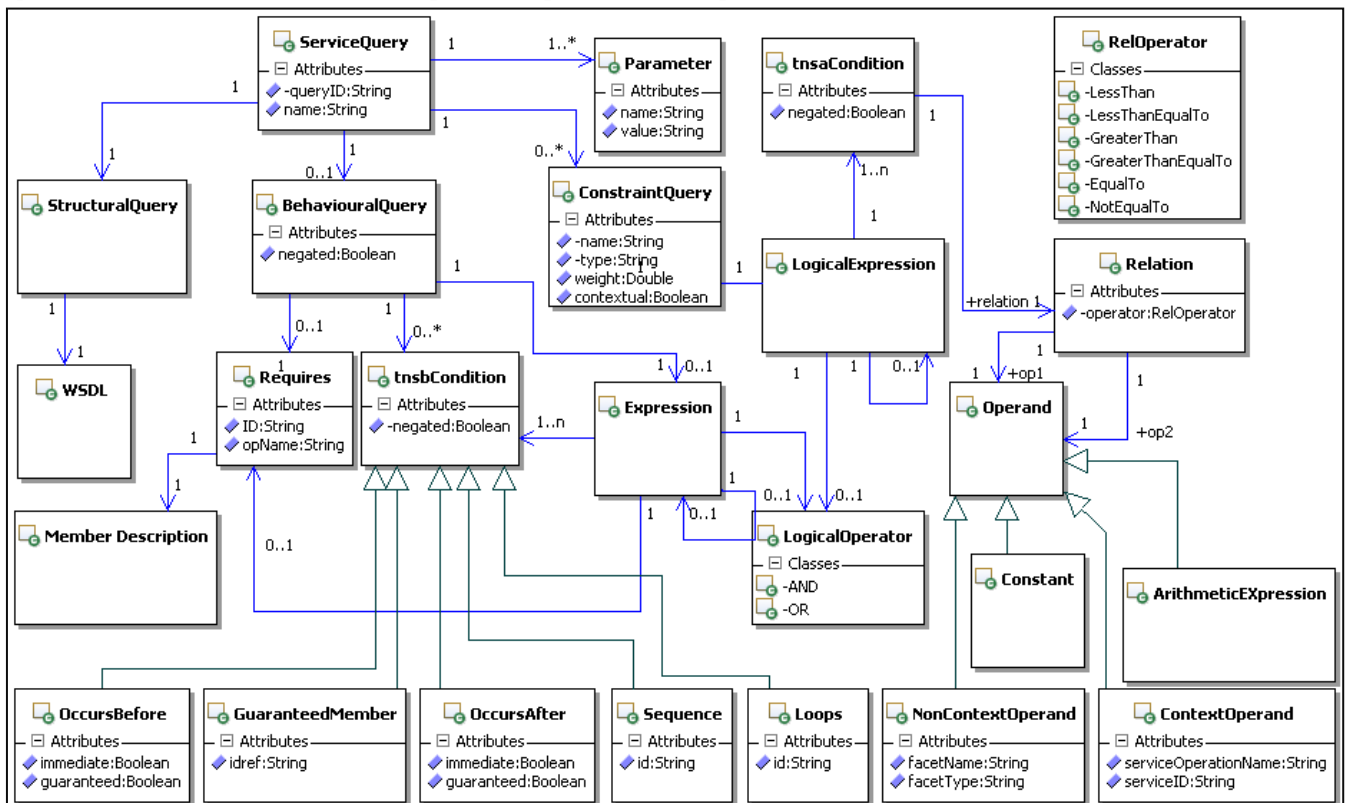 ServiceQuery
Attributes
-queryID:String
name:String
1
1..*
Parameter
Attributes
name:String
value:String
tnsaCondition
Attributes
negated:Boolean
RelOperator
Classes
-LessThan
-LessThanEqualTo
-GreaterThan
-GreaterThanEqualTo
-EqualTo
-NotEqualTo
1
1
1
1
0..1
1
0..*
1
1..n
1
StructuralQuery
BehaviouralQuery
Attributes
negated:Boolean
ConstraintQuery
Attributes
-name:String
-type:String
weight:Double
contextual:Boolean
1
1
LogicalExpression
Relation
Attributes
-operator:RelOperator
+relation 1
1
1
1
0..1
1
0..*
1
1
0..1
1
1
0..1
1
1
+op1
1
1
+op2
WSDL
Requires
Attributes
ID:String
opName:String
1
tnsbCondition
Attributes
-negated:Boolean
Expression
Operand
1..n
1
1
1
1
0..1
0..1
0..1
1
0..1
Member Description
LogicalOperator
Classes
-AND
-OR
Constant
ArithmeticEXpression
OccursBefore
Attributes
immediate:Boolean
guaranteed:Boolean
GuaranteedMember
Attributes
idref:String
OccursAfter
Attributes
immediate:Boolean
guaranteed:Boolean
Sequence
Attributes
id:String
Loops
Attributes
id:String
NonContextOperand
Attributes
facetName:String
facetType:String
ContextOperand
Attributes
serviceOperationName:String
serviceID:String